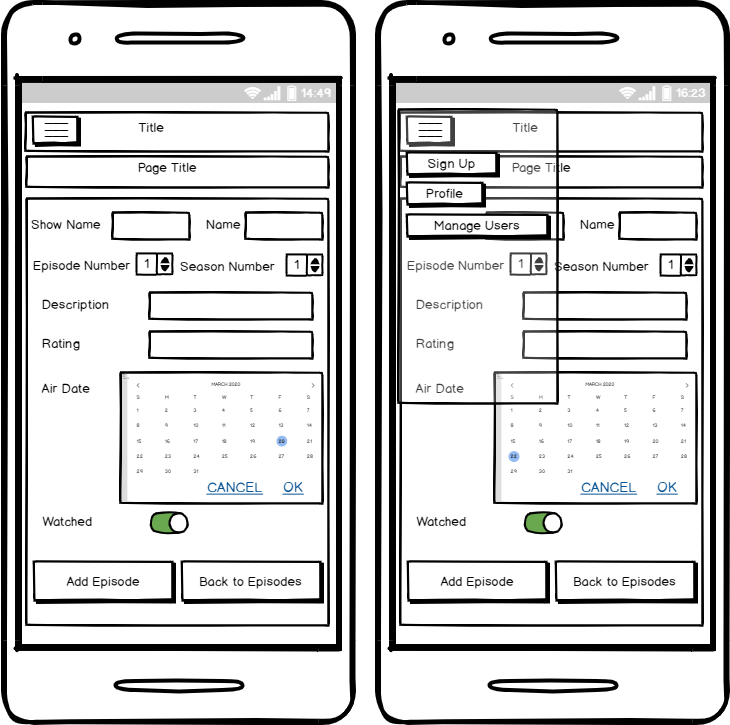 14:49
Title
Page Title
Show Name Name
Episode Number 1 Season Number 1
Description
Rating
Air Date
MARCH 2020
S M T W T F S
1 2 3 4 5 6 7
8 9 10 11 12 13 14
15 16 17 18 19 20 21
22 23 24 25 26 27 28
29 30 31
CANCEL OK
Watched
Add Episode Back to Episodes
16:23
Title
Sign Up Page Title
Profile
Manage Users Name
Episode Number 1 Season Number 1
Description
Rating
Air Date
MARCH 2020
S M T W T F S
1 2 3 4 5 6 7
8 9 10 11 12 13 14
15 16 17 18 19 20 21
22 23 24 25 26 27 28
29 30 31
CANCEL OK
Watched
Add Episode Back to Episodes